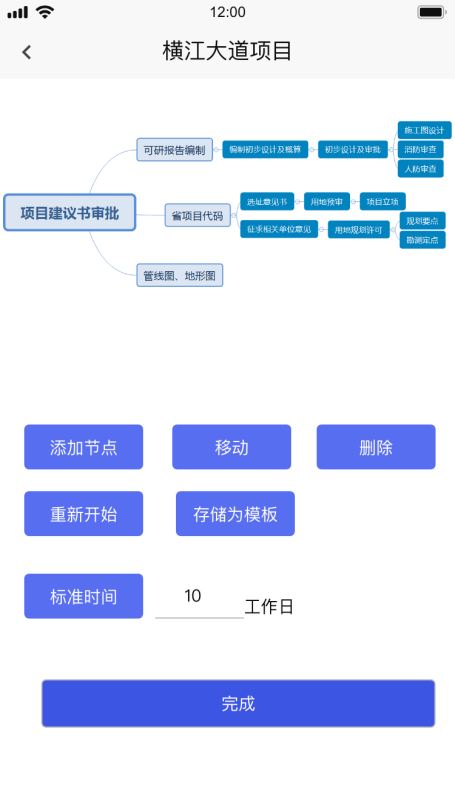 12:00
横江大道项目
项目建议书审批
可研报告编制
编制初步设计及概算
初步设计及审批
施工图设计
消防审查
人防审查
省项目代码
选址意见书
用地预审
项目立项
征求相关单位意见
用地规划许可
规划要点
勘测定点
管线图、地形图
添加节点 移动 删除
重新开始 存储为模板
标准时间 10 工作日
完成